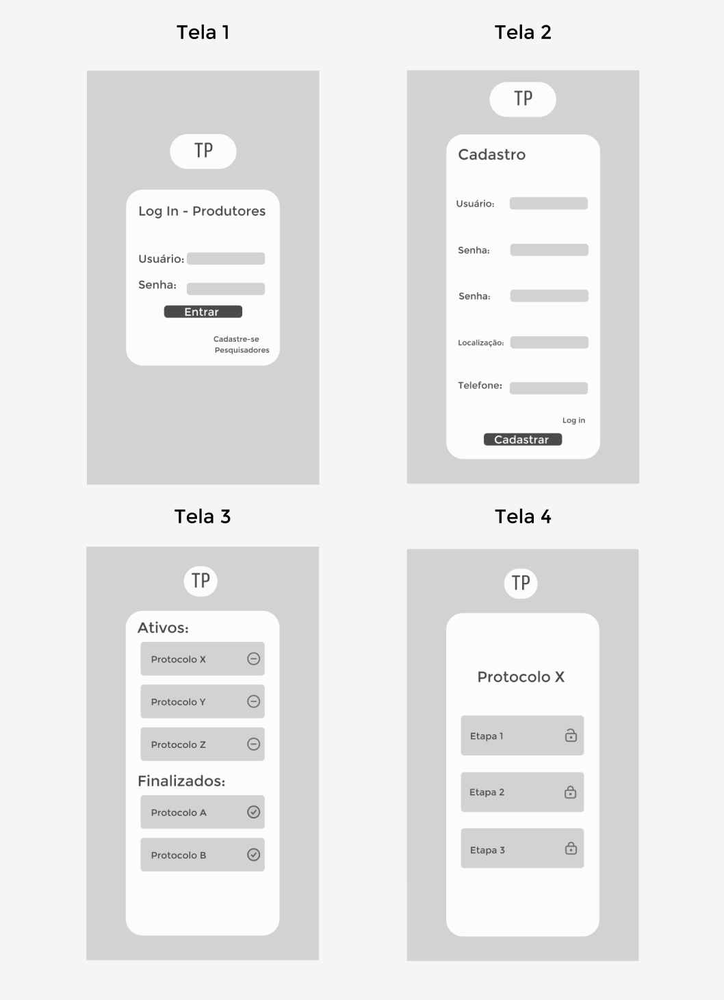 Tela 1
TP
Log In - Produtores
Usuário:
Senha:
Entrar
Cadastre-se
Pesquisadores
Tela 2
TP
Cadastro
Usuário:
Senha:
Senha:
Localização:
Telefone:
Log in
Cadastrar
Tela 3
TP
Ativos:
Protocolo X
Protocolo Y
Protocolo Z
Finalizados:
Protocolo A
Protocolo B
Tela 4
TP
Protocolo X
Etapa 1
Etapa 2
Etapa 3